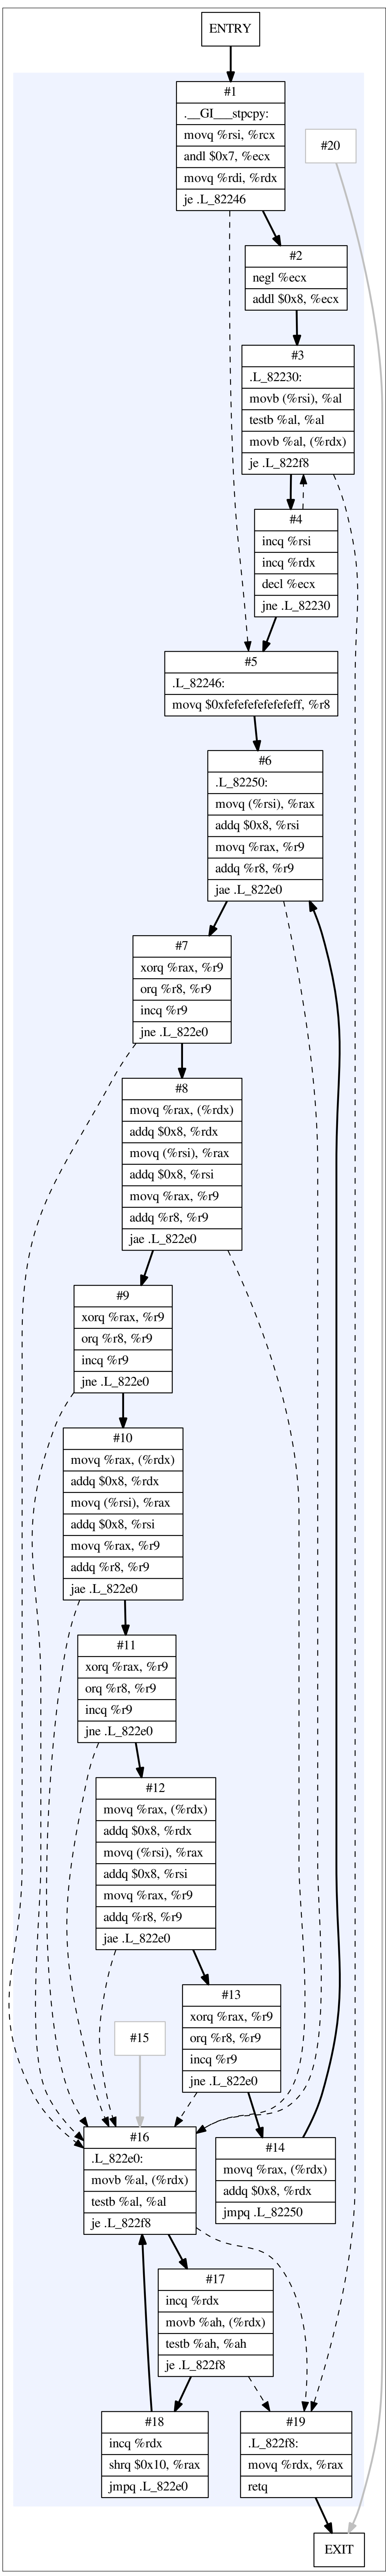 ENTRY
#1
.__GI___stpcpy:
movq %rsi, %rcx
andl $0x7, %ecx
movq %rdi, %rdx
je .L_82246
#20
#2
negl %ecx
addl $0x8, %ecx
#3
.L_82230:
movb (%rsi), %al
testb %al, %al
movb %al, (%rdx)
je .L_822f8
#4
incq %rsi
incq %rdx
decl %ecx
jne .L_82230
#5
.L_82246:
movq $0xfefefefefefefeff, %r8
#6
.L_82250:
movq (%rsi), %rax
addq $0x8, %rsi
movq %rax, %r9
addq %r8, %r9
jae .L_822e0
#7
xorq %rax, %r9
orq %r8, %r9
incq %r9
jne .L_822e0
#8
movq %rax, (%rdx)
addq $0x8, %rdx
movq (%rsi), %rax
addq $0x8, %rsi
movq %rax, %r9
addq %r8, %r9
jae .L_822e0
#9
xorq %rax, %r9
orq %r8, %r9
incq %r9
jne .L_822e0
#10
movq %rax, (%rdx)
addq $0x8, %rdx
movq (%rsi), %rax
addq $0x8, %rsi
movq %rax, %r9
addq %r8, %r9
jae .L_822e0
#11
xorq %rax, %r9
orq %r8, %r9
incq %r9
jne .L_822e0
#12
movq %rax, (%rdx)
addq $0x8, %rdx
movq (%rsi), %rax
addq $0x8, %rsi
movq %rax, %r9
addq %r8, %r9
jae .L_822e0
#13
xorq %rax, %r9
orq %r8, %r9
incq %r9
jne .L_822e0
#15
#14
movq %rax, (%rdx)
addq $0x8, %rdx
jmpq .L_82250
#16
.L_822e0:
movb %al, (%rdx)
testb %al, %al
je .L_822f8
#17
incq %rdx
movb %ah, (%rdx)
testb %ah, %ah
je .L_822f8
#18
incq %rdx
shrq $0x10, %rax
jmpq .L_822e0
#19
.L_822f8:
movq %rdx, %rax
retq
EXIT